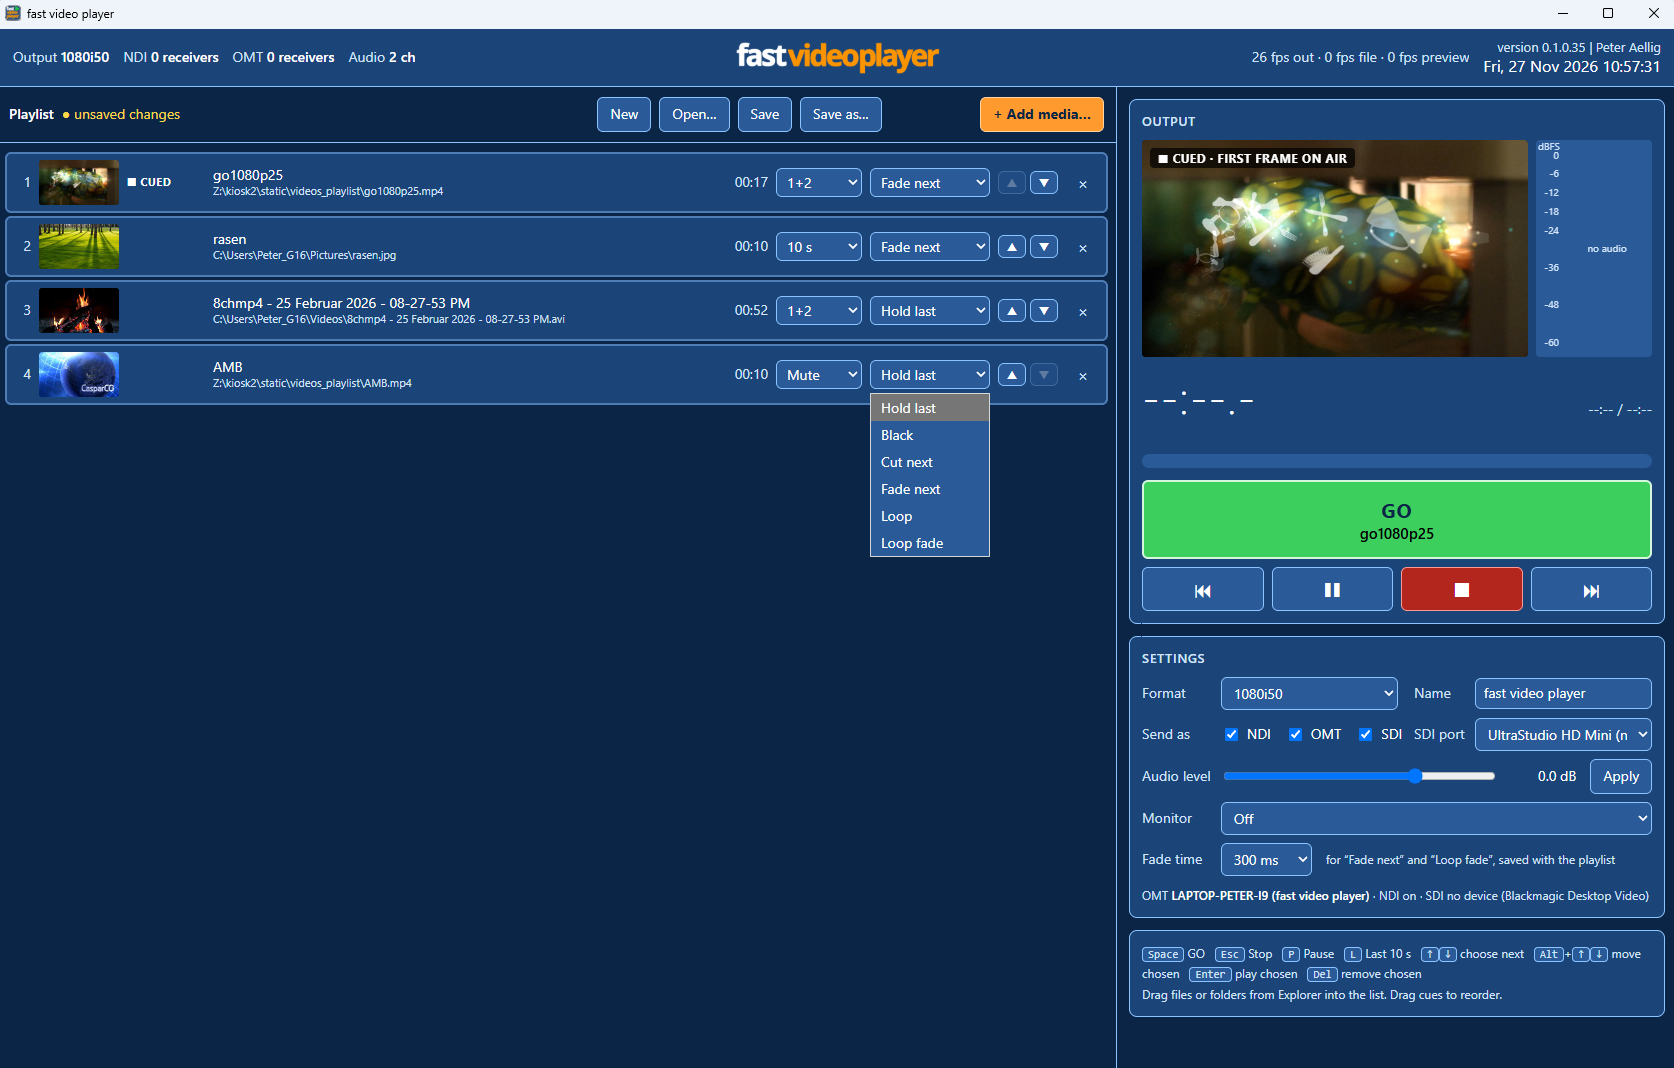 fast video player
Output 1080i50 NDI 0 receivers OMT 0 receivers Audio 2 ch
fastvideoplayer
26 fps out · 0 fps file · 0 fps preview
version 0.1.0.35 | Peter Aellig
Fri, 27 Nov 2026 10:57:31
Playlist • unsaved changes
New Open... Save Save as... + Add media...
1 CUED go1080p25 00:17 1+2 Fade next ×
Z:\kiosk2\static\videos_playlist\go1080p25.mp4
2 rasen 00:10 10 s Fade next ×
C:\Users\Peter_G16\Pictures\rasen.jpg
3 8chmp4 - 25 Februar 2026 - 08-27-53 PM 00:52 1+2 Hold last ×
C:\Users\Peter_G16\Videos\8chmp4 - 25 Februar 2026 - 08-27-53 PM.avi
4 AMB 00:10 Mute Hold last ×
Z:\kiosk2\static\videos_playlist\AMB.mp4
CasparCG
Hold last
Black
Cut next
Fade next
Loop
Loop fade
OUTPUT
■ CUED · FIRST FRAME ON AIR
dBFS
0
-6
-12
-18
-24
-36
-48
-60
no audio
--:--.-
--:-- / --:--
GO
go1080p25
SETTINGS
Format 1080i50 Name fast video player
Send as NDI OMT SDI SDI port UltraStudio HD Mini (n
Audio level 0.0 dB Apply
Monitor Off
Fade time 300 ms for “Fade next” and “Loop fade”, saved with the playlist
OMT LAPTOP-PETER-I9 (fast video player) · NDI on · SDI no device (Blackmagic Desktop Video)
Space GO Esc Stop P Pause L Last 10 s ↑ ↓ choose next Alt + ↑ ↓ move
chosen Enter play chosen Del remove chosen
Drag files or folders from Explorer into the list. Drag cues to reorder.